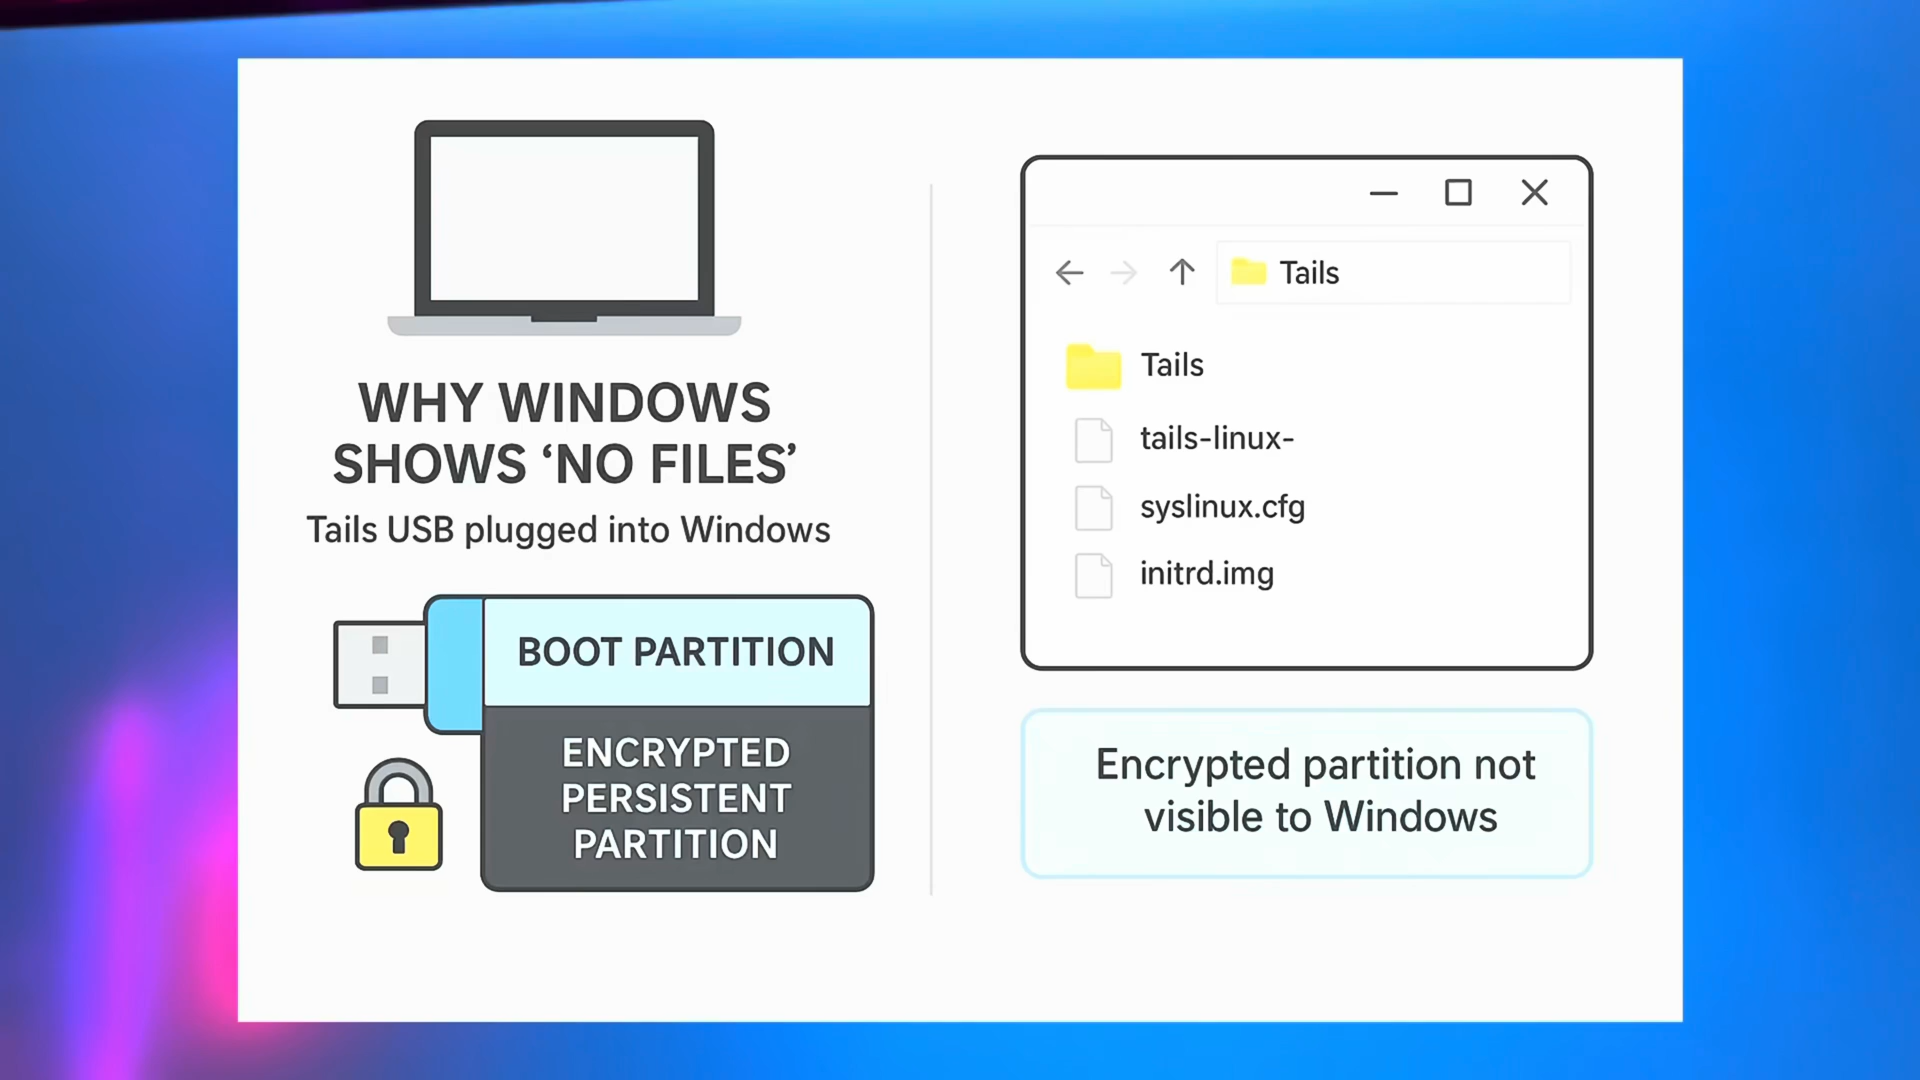 WHY WINDOWS
SHOWS ‘NO FILES’
Tails USB plugged into Windows
BOOT PARTITION
ENCRYPTED
PERSISTENT
PARTITION
Tails
Tails
tails-linux-
syslinux.cfg
initrd.img
Encrypted partition not
visible to Windows